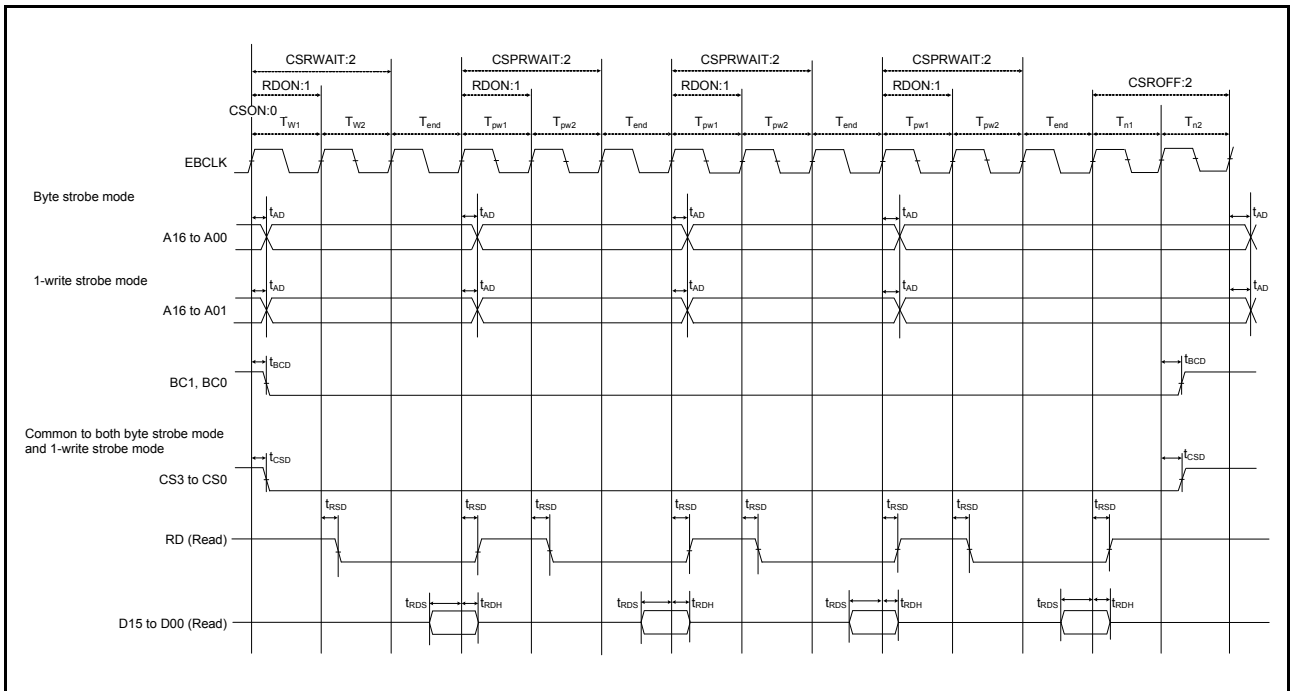 CSRWAIT:2 CSPRWAIT:2 CSPRWAIT:2 CSPRWAIT:2
RDON:1 RDON:1 RDON:1 RDON:1 CSROFF:2
CSON:0
TW1 TW2 Tend Tpw1 Tpw2 Tend Tpw1 Tpw2 Tend Tpw1 Tpw2 Tend Tn1 Tn2
EBCLK
Byte strobe mode
tAD tAD tAD tAD tAD
A16 to A00
1-write strobe mode
tAD tAD tAD tAD tAD
A16 to A01
tBCD tBCD
BC1, BC0
Common to both byte strobe mode
and 1-write strobe mode
tCSD tCSD
CS3 to CS0
tRSD tRSD tRSD tRSD tRSD tRSD tRSD tRSD
RD (Read)
tRDS tRDH tRDS tRDH tRDS tRDH tRDS tRDH
D15 to D00 (Read)